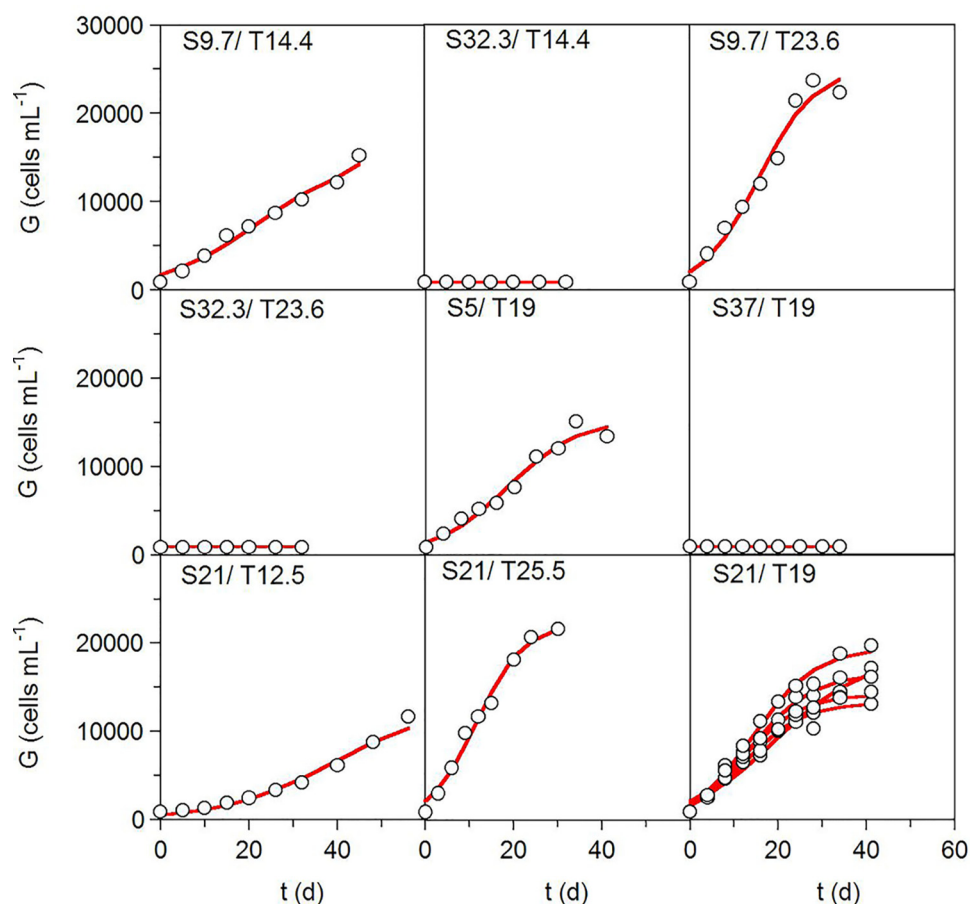 30000
S9.7/ T14.4
S32.3/ T14.4
S9.7/ T23.6
20000
10000
0
G (cells mL-1)
S32.3/ T23.6
S5/ T19
S37/ T19
20000
10000
0
G (cells mL-1)
S21/ T12.5
S21/ T25.5
S21/ T19
20000
10000
0
G (cells mL-1)
0 20 40 0 20 40 0 20 40 60
t (d) t (d) t (d)